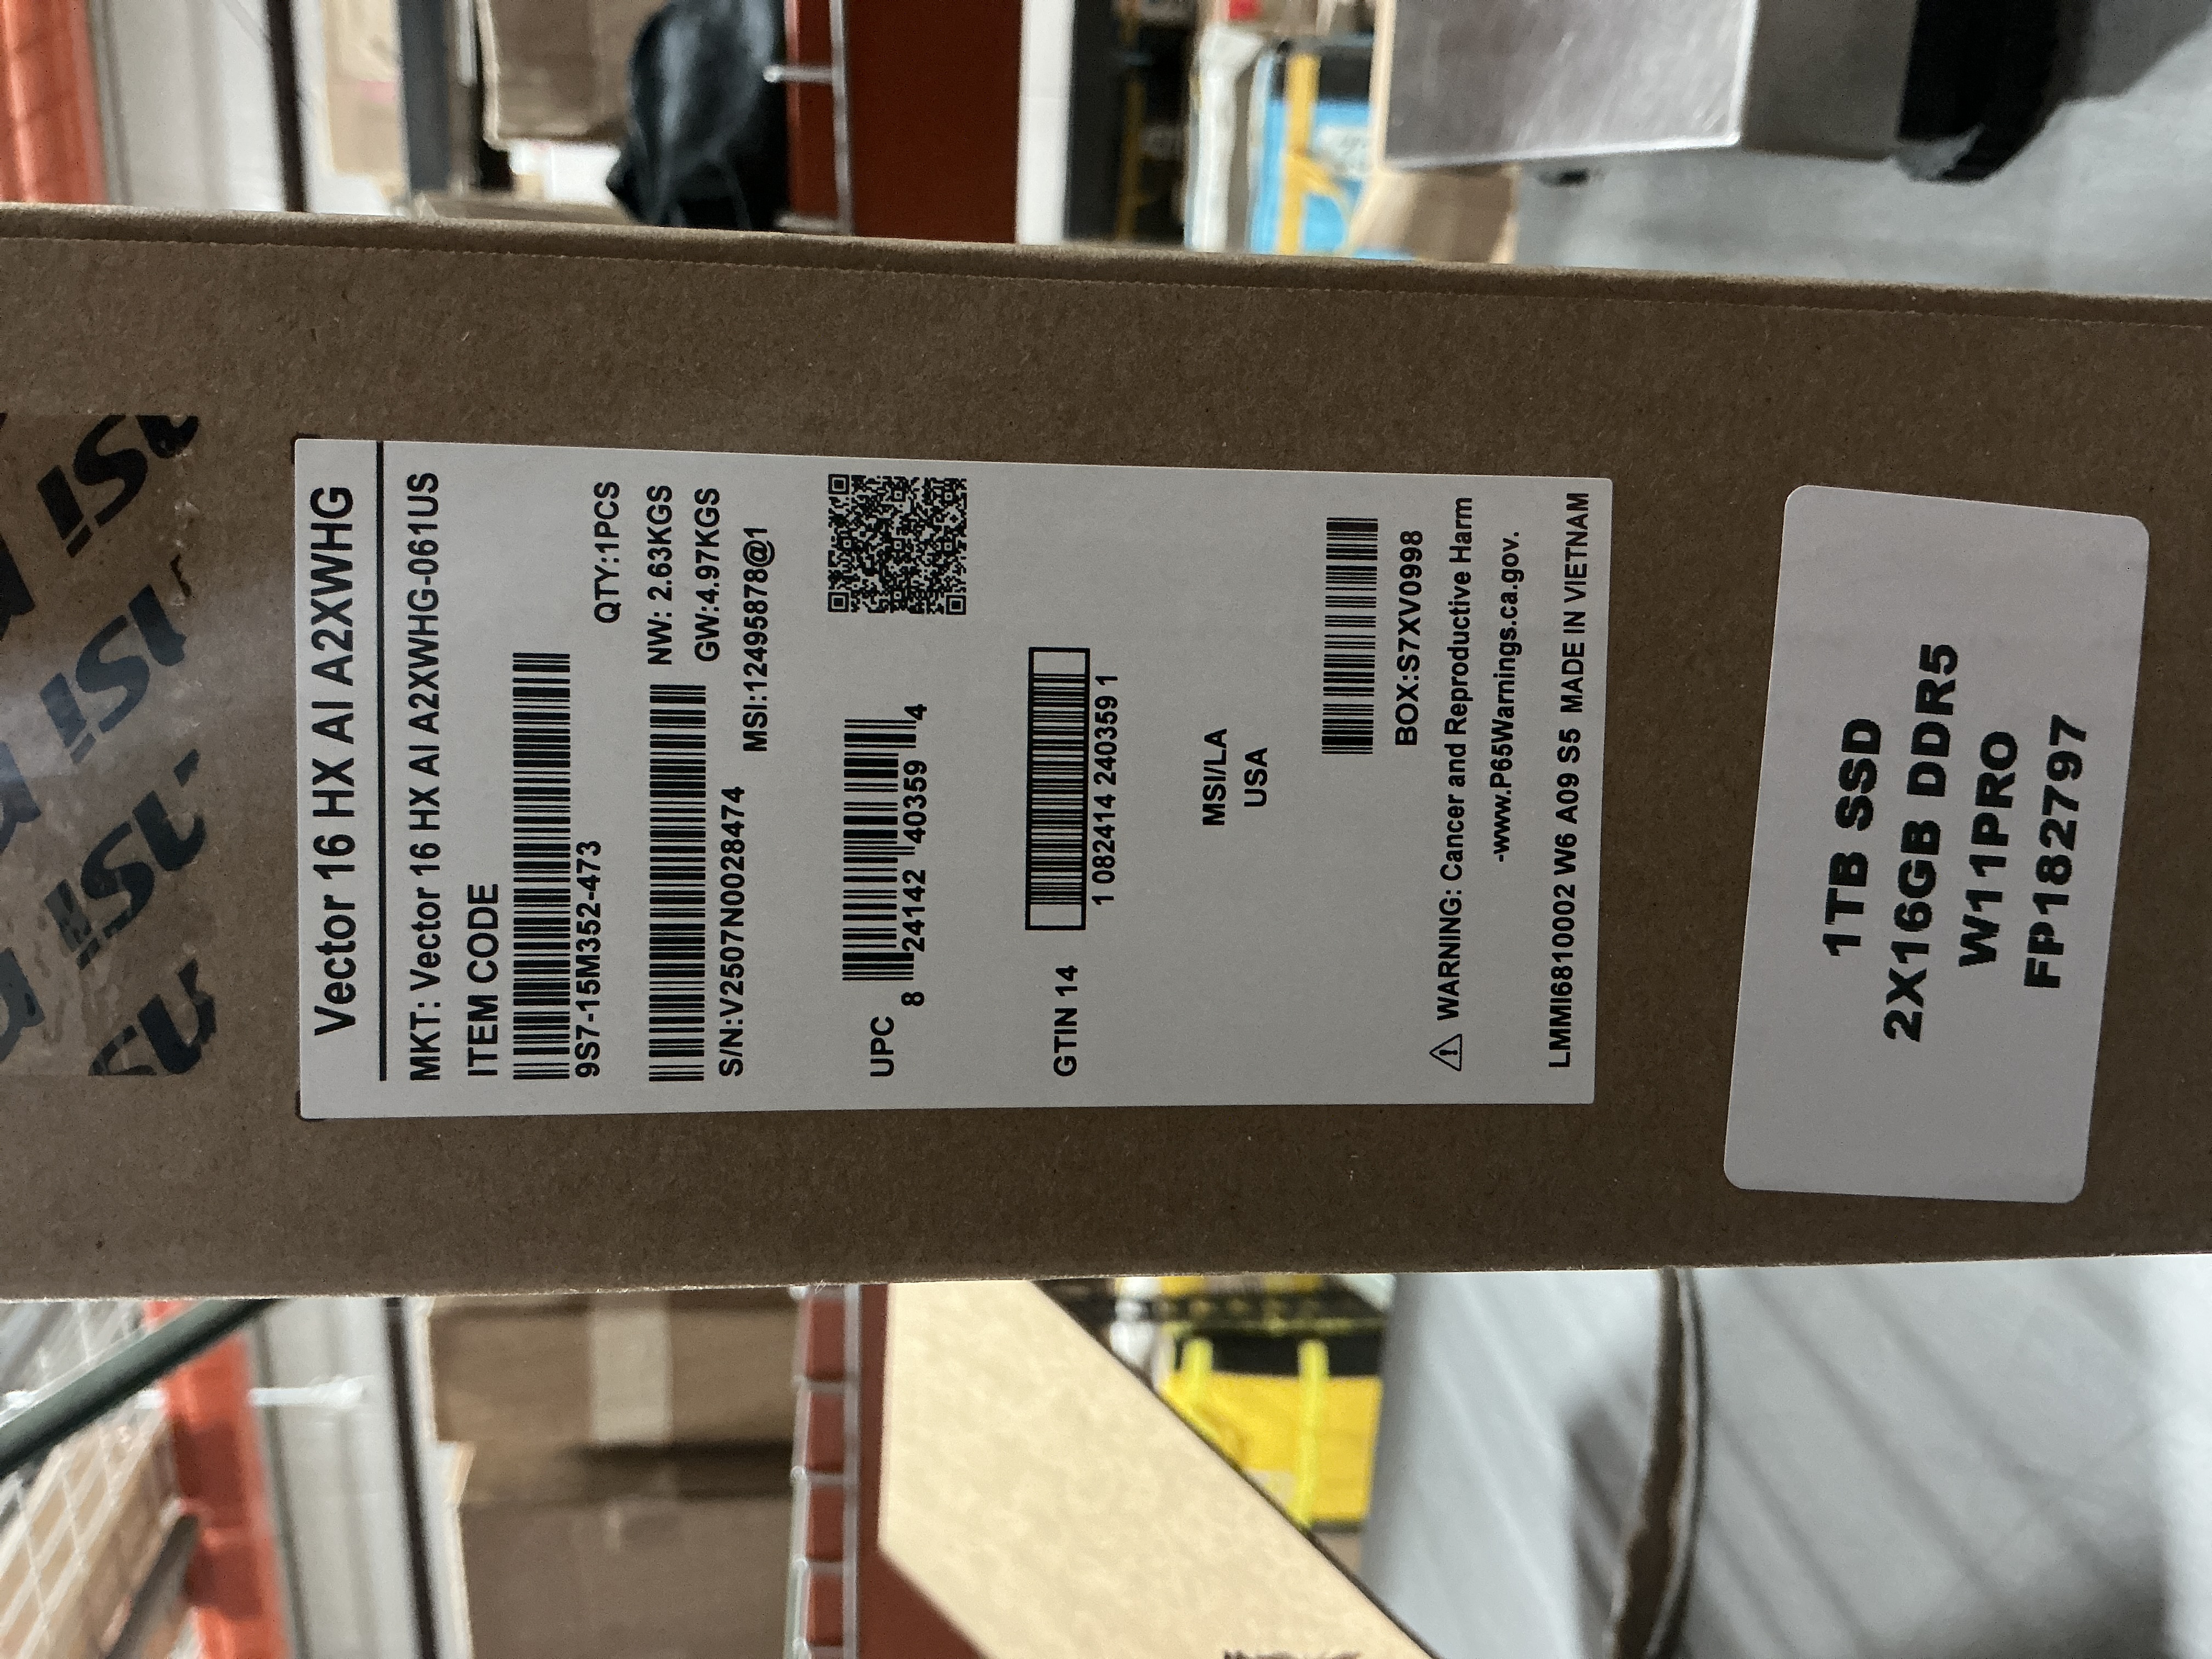 Vector 16 HX AI A2XWHG
MKT: Vector 16 HX AI A2XWHG-061US
ITEM CODE
9S7-15M352-473
QTY:1PCS
NW: 2.63KGS
GW:4.97KGS
S/N:V2507N0028474
MSI:12495878@1
UPC
8 24142 40359 4
GTIN 14
1 082414 240359 1
MSI/LA
USA
BOX:S7XV0998
⚠ WARNING: Cancer and Reproductive Harm
-www.P65Warnings.ca.gov.
LMMI6810002 W6 A09 S5 MADE IN VIETNAM
1TB SSD
2X16GB DDR5
W11PRO
FP182797
msi
msi
msi